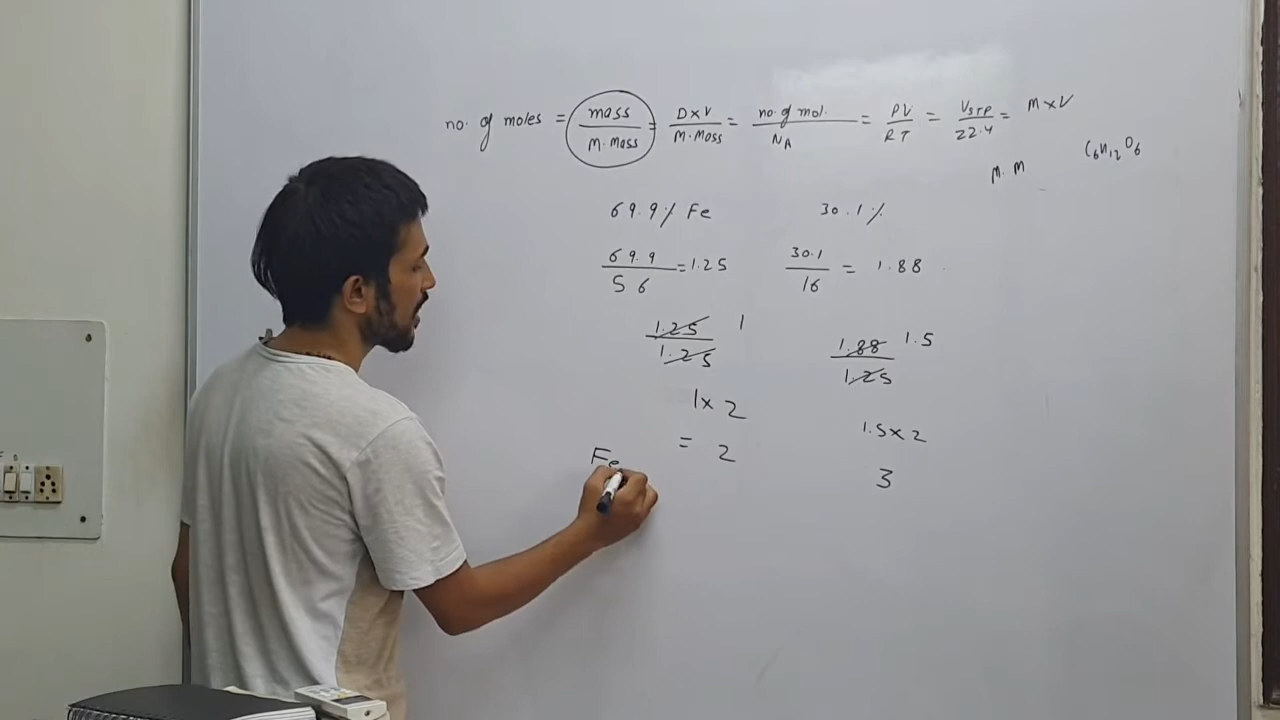 no. of moles = mass / M. Mass = D x V / M. Mass = no. of mol. / NA = PV / RT = VSTP / 22.4 = M x V
M. M C6H12O6
69.9% Fe 30.1%
69.9 / 56 = 1.25 30.1 / 16 = 1.88
1.25 / 1.25 1 1.88 / 1.25 1.5
1 x 2 1.5 x 2
= 2 3
Fe